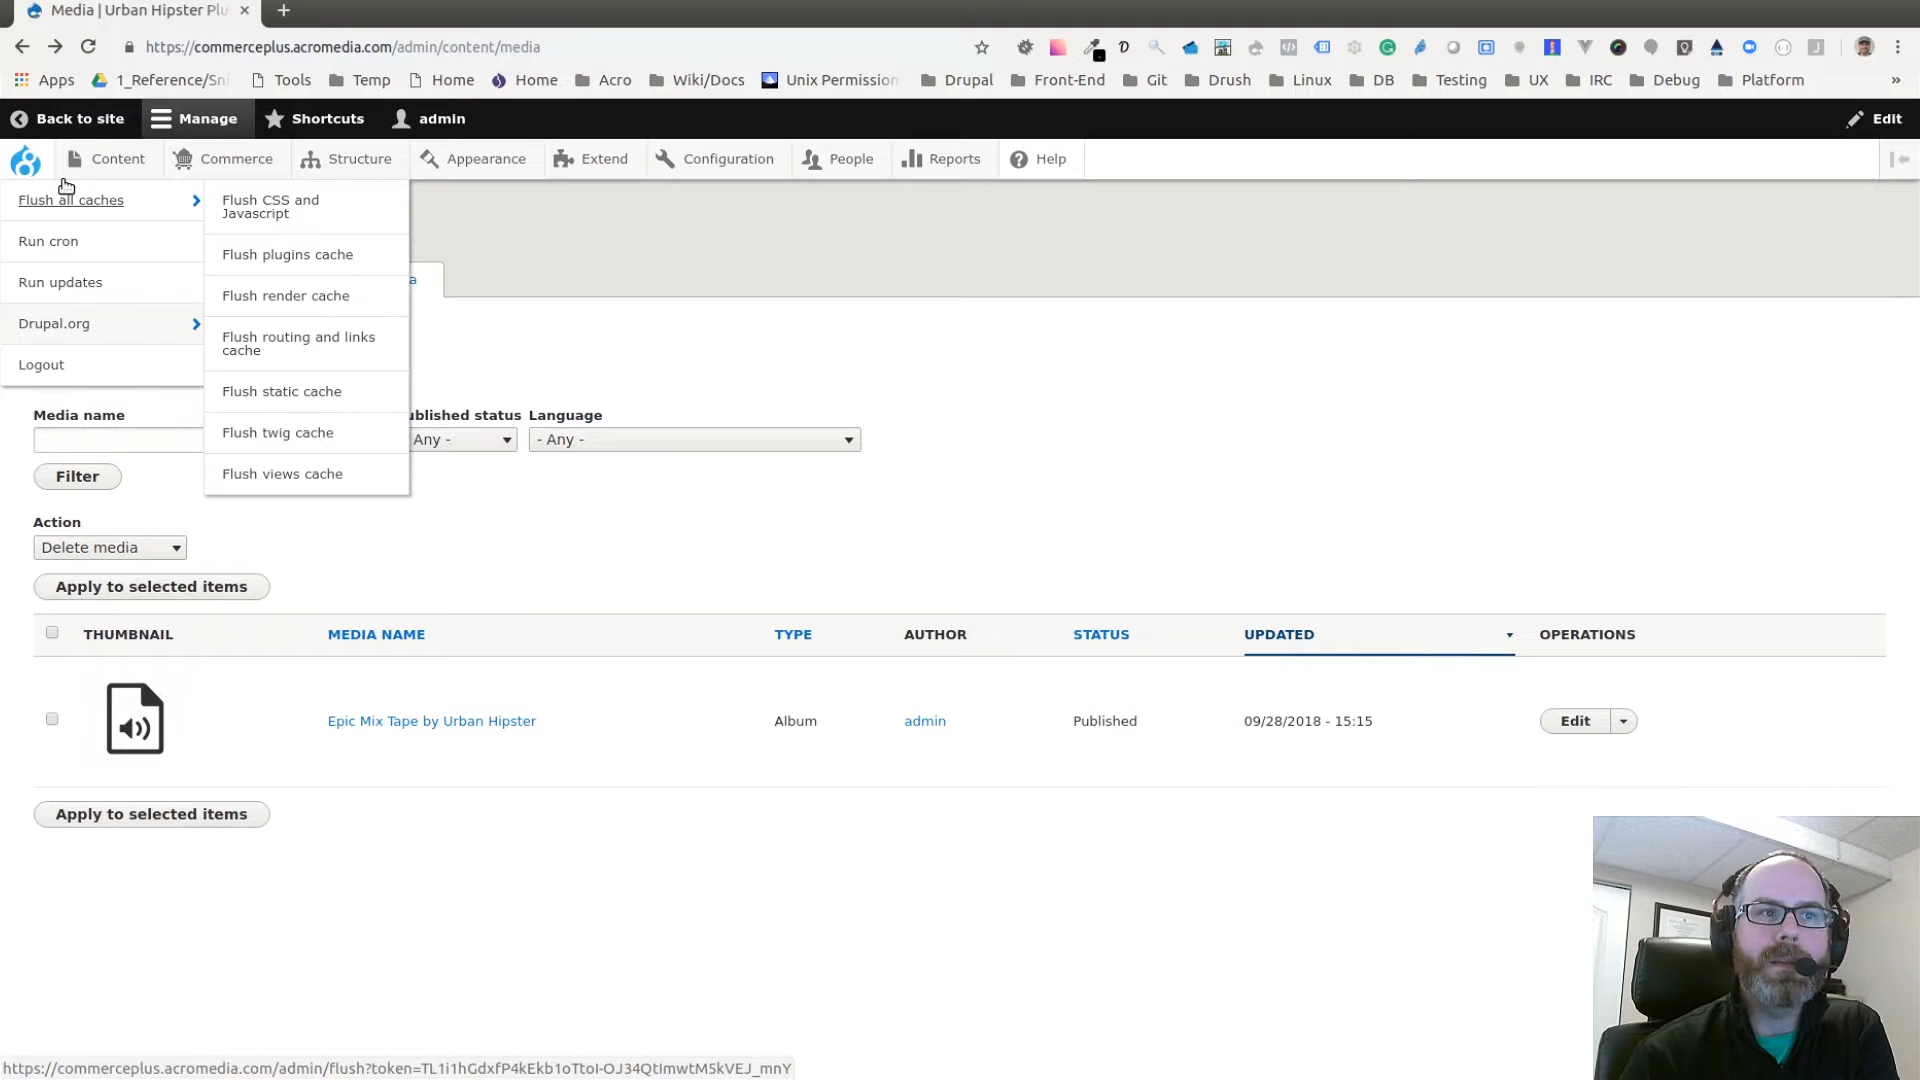 Media | Urban Hipster Plu
https://commerceplus.acromedia.com/admin/content/media
Apps 1_Reference/Sni Tools Temp Home Home Acro Wiki/Docs Unix Permission Drupal Front-End Git Drush Linux DB Testing UX IRC Debug Platform »
Back to site Manage Shortcuts admin Edit
Content Commerce Structure Appearance Extend Configuration People Reports Help
Flush all caches
Run cron
Run updates
Drupal.org
Logout
Flush CSS and
Javascript
Flush plugins cache
Flush render cache
Flush routing and links
cache
Flush static cache
Flush twig cache
Flush views cache
a
Media name ublished status Language
Any - - Any -
Filter
Action
Delete media
Apply to selected items
THUMBNAIL MEDIA NAME TYPE AUTHOR STATUS UPDATED OPERATIONS
Epic Mix Tape by Urban Hipster Album admin Published 09/28/2018 - 15:15 Edit
Apply to selected items
https://commerceplus.acromedia.com/admin/flush?token=TL1i1hGdxfP4kEkb1oTtoI-OJ34QtImwtM5kVEJ_mnY